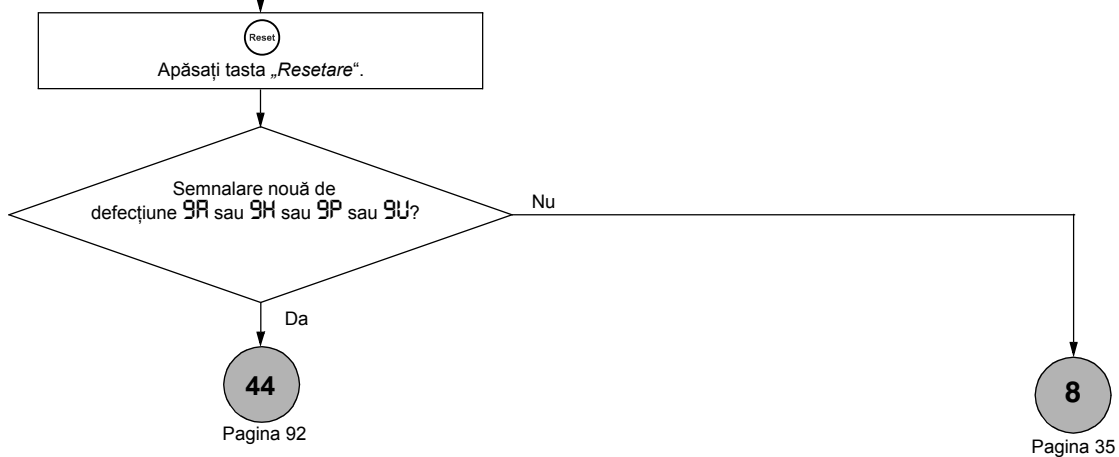 Reset
Apăsați tasta „Resetare“.
Semnalare nouă de
defecțiune 9A sau 9H sau 9P sau 9U?
Nu
Da
44
Pagina 92
8
Pagina 35